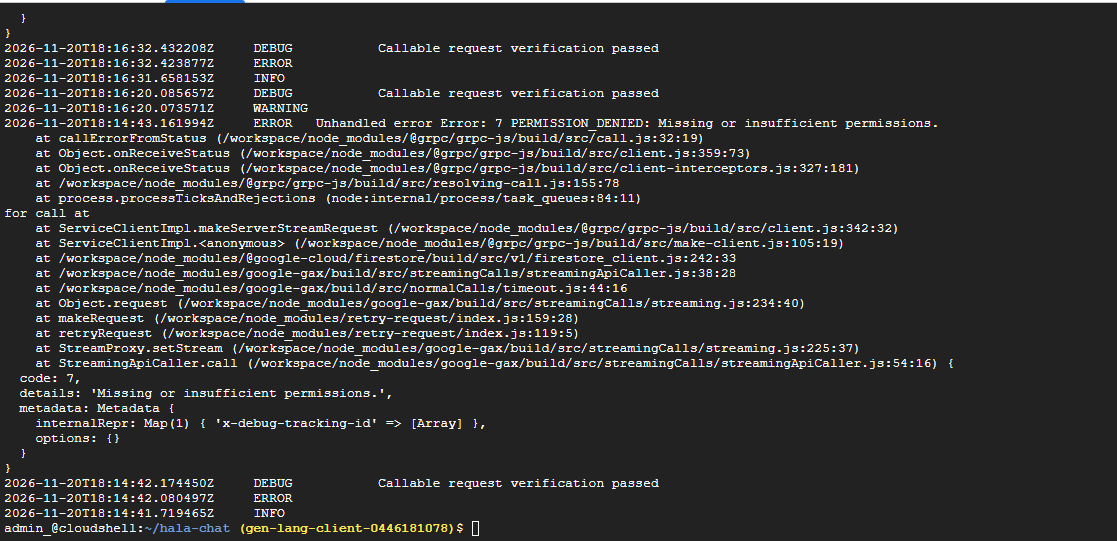 }
}
2026-11-20T18:16:32.432208Z     DEBUG           Callable request verification passed
2026-11-20T18:16:32.423877Z     ERROR
2026-11-20T18:16:31.658153Z     INFO
2026-11-20T18:16:20.085657Z     DEBUG           Callable request verification passed
2026-11-20T18:16:20.073571Z     WARNING
2026-11-20T18:14:43.161994Z     ERROR   Unhandled error Error: 7 PERMISSION_DENIED: Missing or insufficient permissions.
    at callErrorFromStatus (/workspace/node_modules/@grpc/grpc-js/build/src/call.js:32:19)
    at Object.onReceiveStatus (/workspace/node_modules/@grpc/grpc-js/build/src/client.js:359:73)
    at Object.onReceiveStatus (/workspace/node_modules/@grpc/grpc-js/build/src/client-interceptors.js:327:181)
    at /workspace/node_modules/@grpc/grpc-js/build/src/resolving-call.js:155:78
    at process.processTicksAndRejections (node:internal/process/task_queues:84:11)
for call at
    at ServiceClientImpl.makeServerStreamRequest (/workspace/node_modules/@grpc/grpc-js/build/src/client.js:342:32)
    at ServiceClientImpl.<anonymous> (/workspace/node_modules/@grpc/grpc-js/build/src/make-client.js:105:19)
    at /workspace/node_modules/@google-cloud/firestore/build/src/v1/firestore_client.js:242:33
    at /workspace/node_modules/google-gax/build/src/streamingCalls/streamingApiCaller.js:38:28
    at /workspace/node_modules/google-gax/build/src/normalCalls/timeout.js:44:16
    at Object.request (/workspace/node_modules/google-gax/build/src/streamingCalls/streaming.js:234:40)
    at makeRequest (/workspace/node_modules/retry-request/index.js:159:28)
    at retryRequest (/workspace/node_modules/retry-request/index.js:119:5)
    at StreamProxy.setStream (/workspace/node_modules/google-gax/build/src/streamingCalls/streaming.js:225:37)
    at StreamingApiCaller.call (/workspace/node_modules/google-gax/build/src/streamingCalls/streamingApiCaller.js:54:16) {
  code: 7,
  details: 'Missing or insufficient permissions.',
  metadata: Metadata {
    internalRepr: Map(1) { 'x-debug-tracking-id' => [Array] },
    options: {}
  }
}
2026-11-20T18:14:42.174450Z     DEBUG           Callable request verification passed
2026-11-20T18:14:42.080497Z     ERROR
2026-11-20T18:14:41.719465Z     INFO
admin_@cloudshell:~/hala-chat (gen-lang-client-0446181078)$